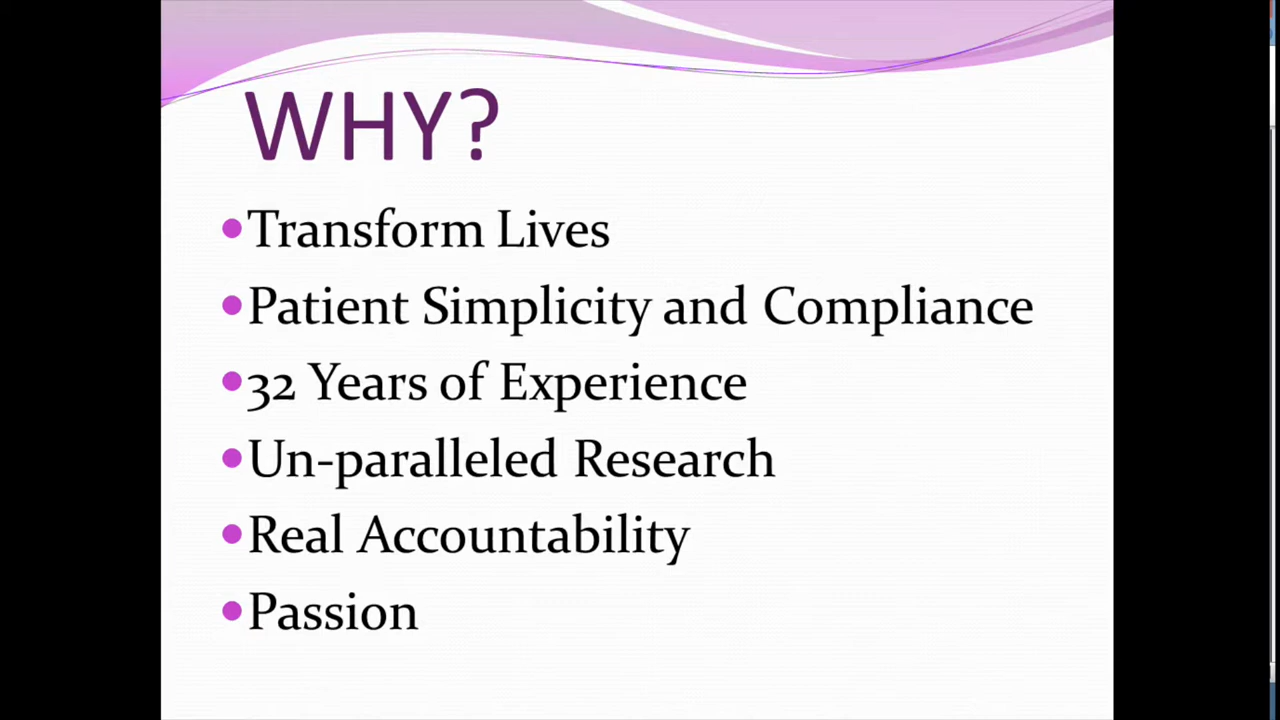 WHY?
Transform Lives
Patient Simplicity and Compliance
32 Years of Experience
Un-paralleled Research
Real Accountability
Passion